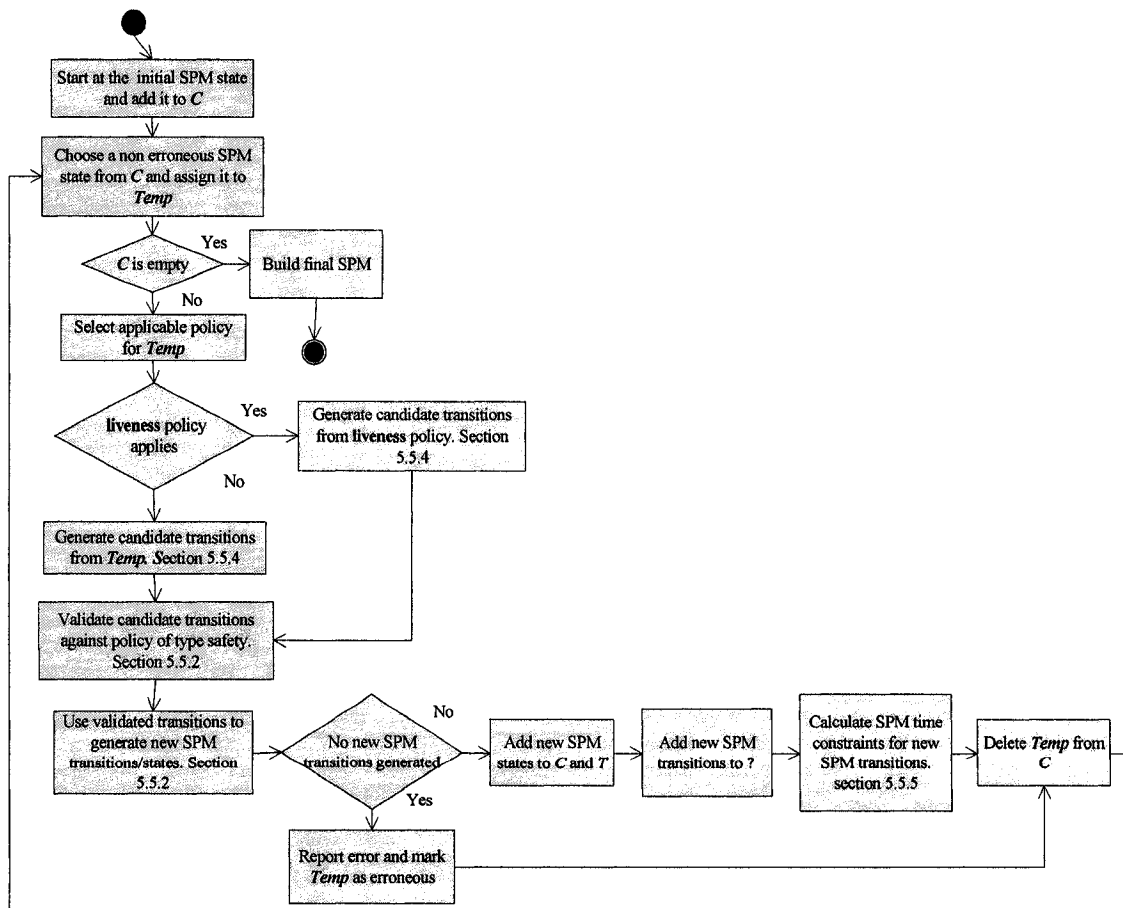 Start at the initial SPM state
and add it to C
Choose a non erroneous SPM
state from C and assign it to
Temp
C is empty
Yes
Build final SPM
No
Select applicable policy
for Temp
liveness policy
applies
Yes
Generate candidate transitions
from liveness policy. Section
5.5.4
No
Generate candidate transitions
from Temp. Section 5.5.4
Validate candidate transitions
against policy of type safety.
Section 5.5.2
Use validated transitions to
generate new SPM
transitions/states. Section
5.5.2
No new SPM
transitions generated
No
Add new SPM
states to C and T
Add new SPM
transitions to ?
Calculate SPM time
constraints for new
SPM transitions.
section 5.5.5
Delete Temp from
C
Yes
Report error and mark
Temp as erroneous